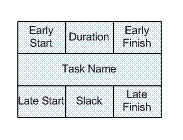 Early Start
Duration
Early Finish
Task Name
Late Start
Slack
Late Finish